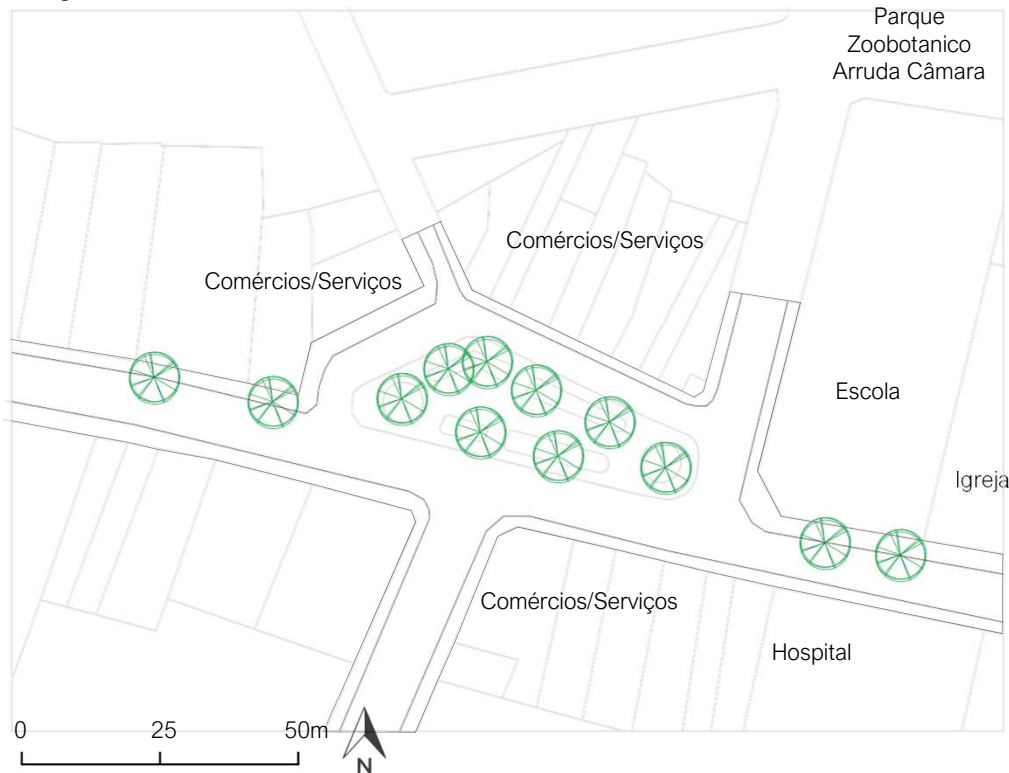 Parque
Zoobotanico
Arruda Câmara
Comércios/Serviços
Comércios/Serviços
Escola
Igreja
Comércios/Serviços
Hospital
0 25 50m
N